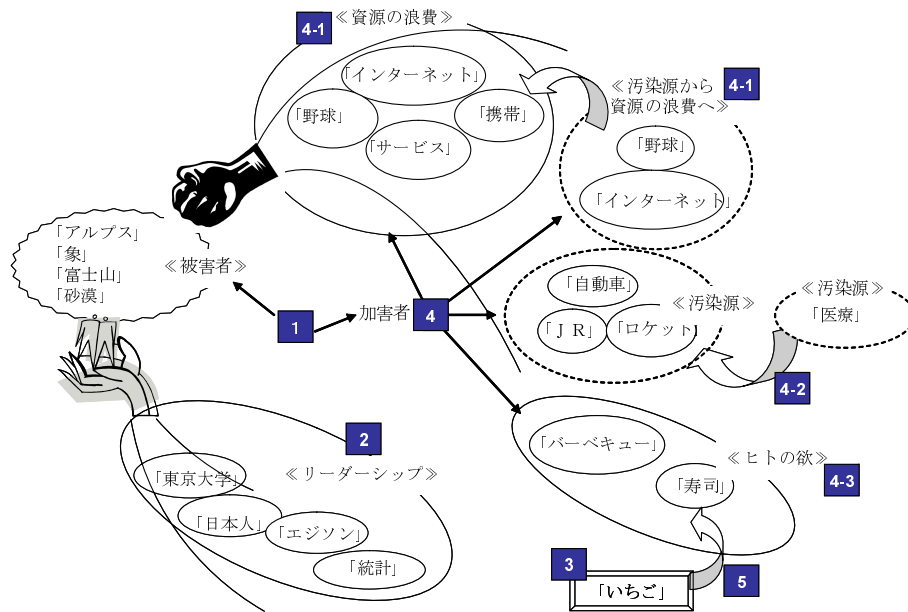 4-1
≪資源の浪費≫
「インターネット」
「野球」
「携帯」
「サービス」
≪汚染源から
資源の浪費へ≫
4-1
「野球」
「インターネット」
「アルプス」
「象」
「富士山」
「砂漠」
≪被害者≫
1
加害者
4
「自動車」
「ＪＲ」
「ロケット」
≪汚染源≫
≪汚染源≫
「医療」
4-2
2
≪リーダーシップ≫
「東京大学」
「日本人」
「エジソン」
「統計」
「バーベキュー」
「寿司」
≪ヒトの欲≫
4-3
3
「いちご」
5